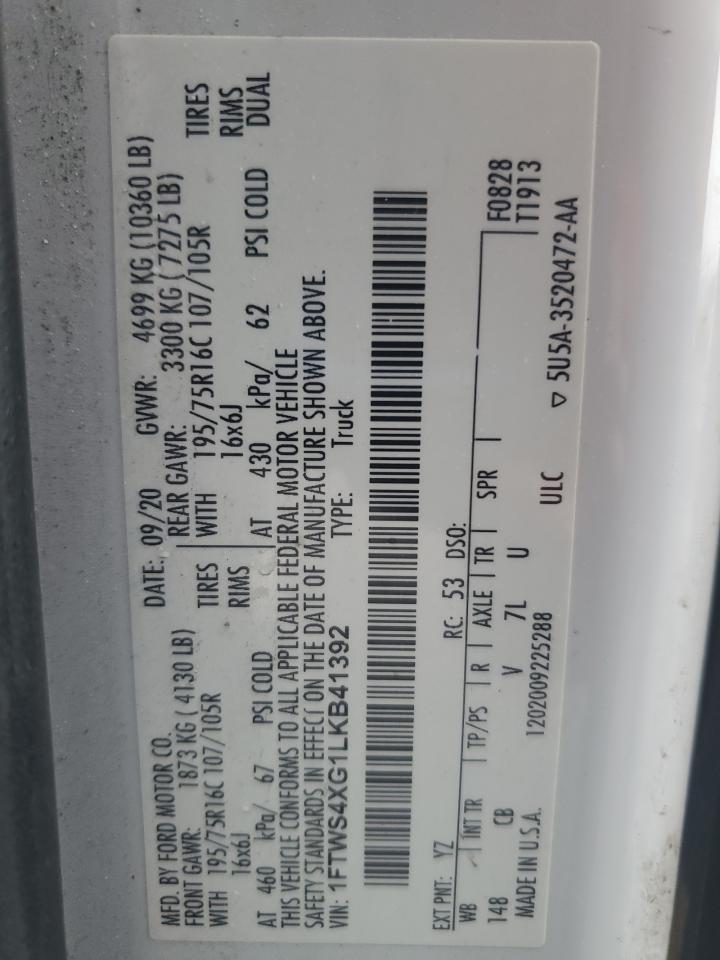 MFD. BY FORD MOTOR CO. DATE: 09/20 GVWR: 4699 KG (10360 LB)
FRONT GAWR: 1873 KG ( 4130 LB) REAR GAWR: 3300 KG ( 7275 LB)
WITH 195/75R16C 107/105R TIRES WITH 195/75R16C 107/105R TIRES
16x6J RIMS 16x6J RIMS
AT 460 kPa/ 67 PSI COLD AT 430 kPa/ 62 PSI COLD DUAL
THIS VEHICLE CONFORMS TO ALL APPLICABLE FEDERAL MOTOR VEHICLE
SAFETY STANDARDS IN EFFECT ON THE DATE OF MANUFACTURE SHOWN ABOVE.
VIN: 1FTWS4XG1LKB41392 TYPE: Truck
EXT PNT: YZ RC: 53 DSO:
WB INT TR TP/PS R AXLE TR SPR F0828
148 CB V 7L U T1913
MADE IN U.S.A. 1202009225288 ULC ▽ 5U5A-3520472-AA